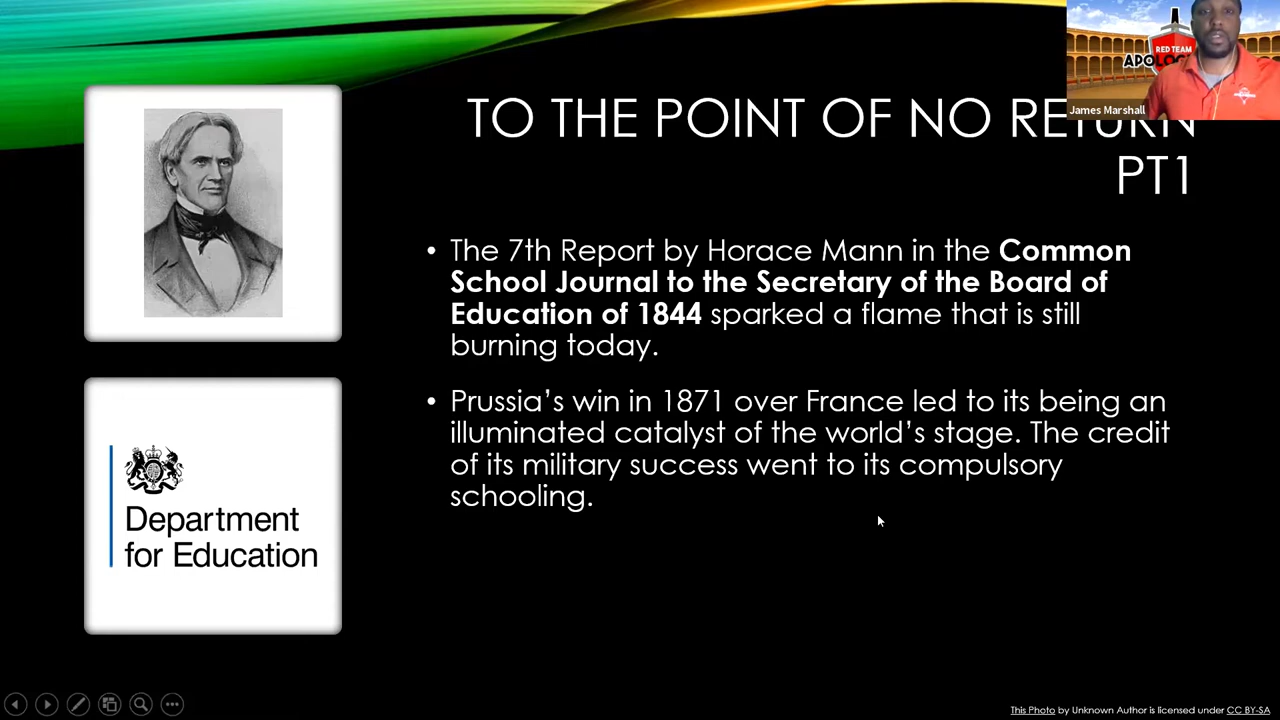 RED TEAM
APOLOG
James Marshall
TO THE POINT OF NO RETURN
PT1
• The 7th Report by Horace Mann in the Common
School Journal to the Secretary of the Board of
Education of 1844 sparked a flame that is still
burning today.
• Prussia's win in 1871 over France led to its being an
illuminated catalyst of the world's stage. The credit
of its military success went to its compulsory
schooling.
Department
for Education
This Photo by Unknown Author is licensed under CC BY-SA